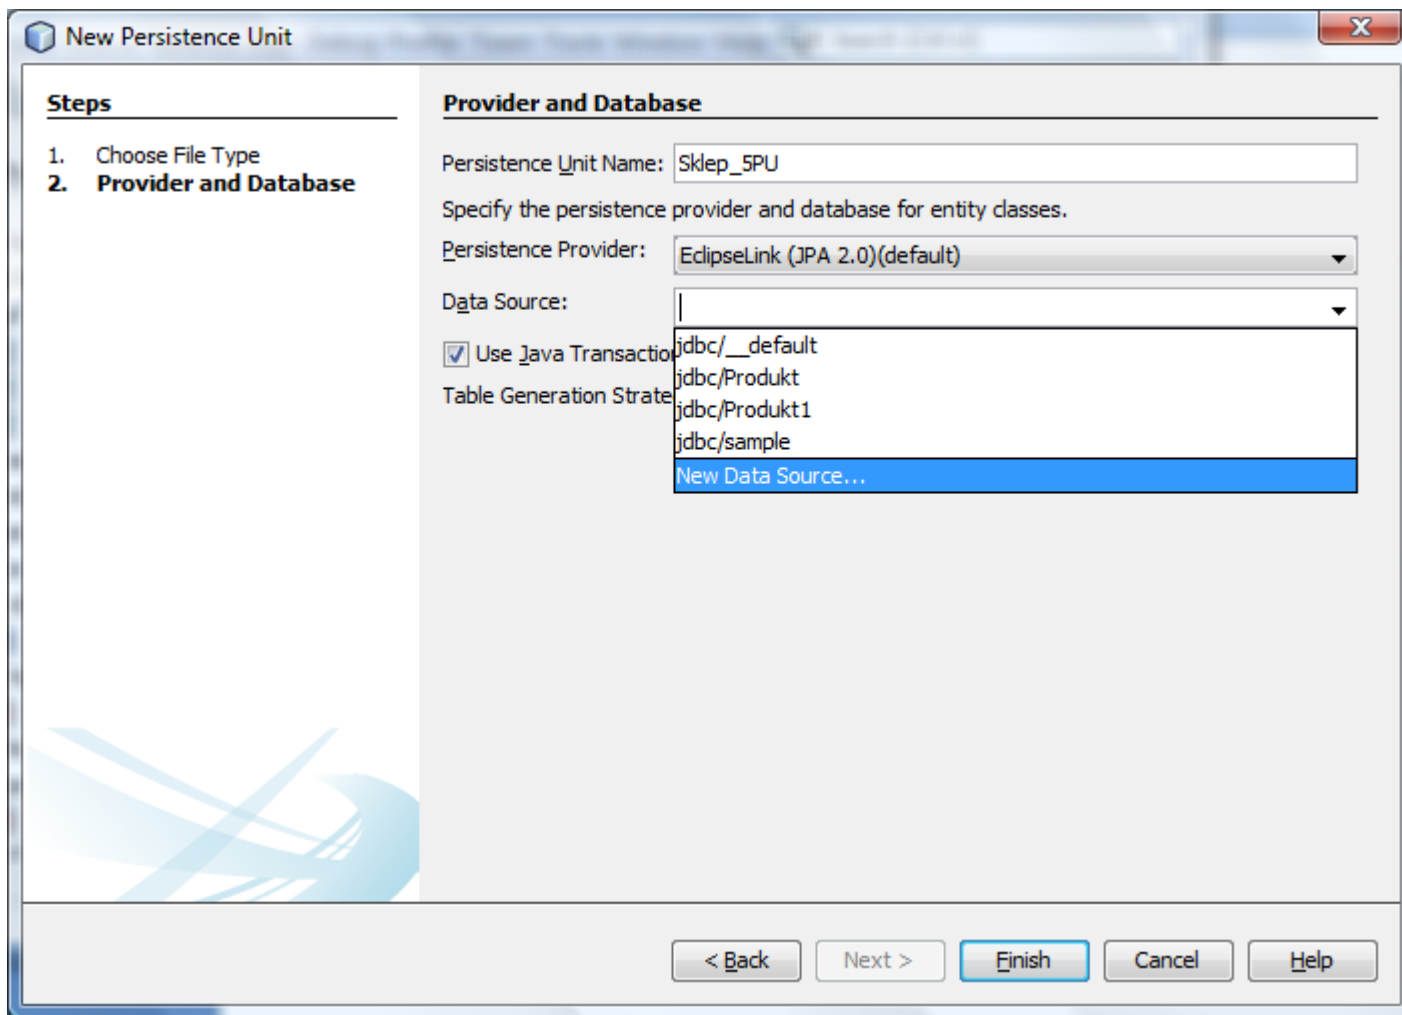 New Persistence Unit
Steps
1. Choose File Type
2. Provider and Database
Provider and Database
Persistence Unit Name: Sklep_5PU
Specify the persistence provider and database for entity classes.
Persistence Provider: EclipseLink (JPA 2.0)(default)
Data Source:
jdbc/__default
Use Java Transaction
jdbc/Produkt
Table Generation Strate
jdbc/Produkt1
jdbc/sample
New Data Source...
< Back
Next >
Finish
Cancel
Help